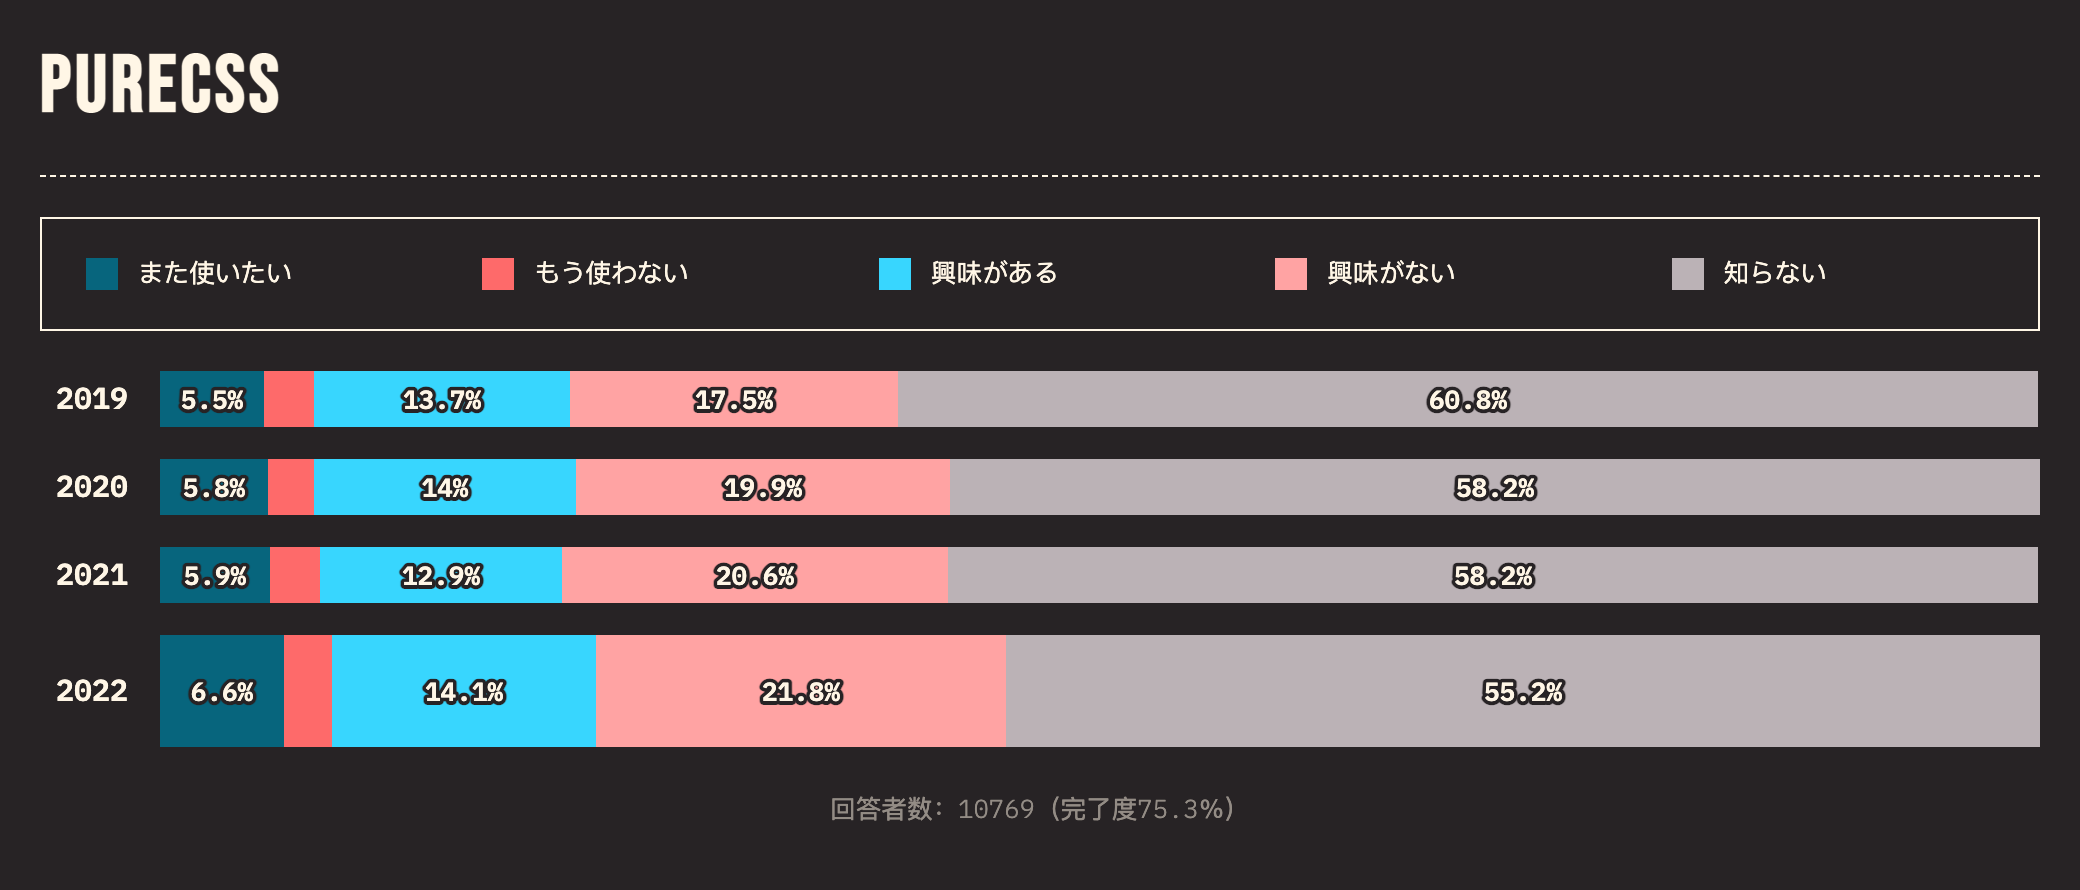 PURECSS
また使いたい もう使わない 興味がある 興味がない 知らない
2019 5.5% 13.7% 17.5% 60.8%
2020 5.8% 14% 19.9% 58.2%
2021 5.9% 12.9% 20.6% 58.2%
2022 6.6% 14.1% 21.8% 55.2%
回答者数: 10769 (完了度75.3%)